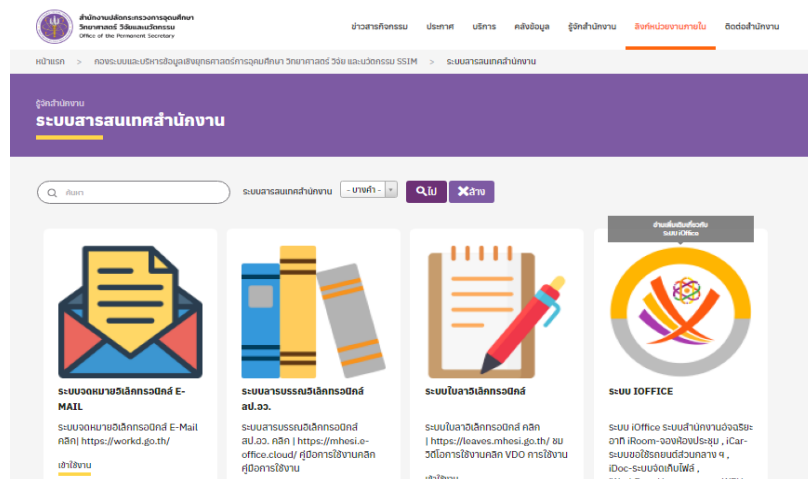 สำนักงานปลัดกระทรวงการอุดมศึกษา
วิทยาศาสตร์ วิจัยและนวัตกรรม
Office of the Permanent Secretary
ข่าวสารกิจกรรม ประกาศ บริการ คลังข้อมูล รู้จักสำนักงาน ลิงก์หน่วยงานภายใน ติดต่อสำนักงาน
หน้าแรก > กองระบบและบริหารข้อมูลเชิงยุทธศาสตร์การอุดมศึกษา วิทยาศาสตร์ วิจัย และนวัตกรรม SSIM > ระบบสารสนเทศสำนักงาน
รู้จักสำนักงาน
ระบบสารสนเทศสำนักงาน
ค้นหา ระบบสารสนเทศสำนักงาน - บางคำ - ไป ล้าง
อ่านเพิ่มเติมเกี่ยวกับ
ระบบ iOffice
ระบบจดหมายอิเล็กทรอนิกส์ E-
MAIL
ระบบจดหมายอิเล็กทรอนิกส์ E-Mail
คลิก| https://workd.go.th/
เข้าใช้งาน
ระบบสารบรรณอิเล็กทรอนิกส์
สป.อว.
ระบบสารบรรณอิเล็กทรอนิกส์
สป.อว. คลิก | https://mhesi.e-
office.cloud/ คู่มือการใช้งานคลิก
คู่มือการใช้งาน
ระบบใบลาอิเล็กทรอนิกส์
ระบบใบลาอิเล็กทรอนิกส์ คลิก
| https://leaves.mhesi.go.th/ ชม
วิดีโอการใช้งานคลิก VDO การใช้งาน
เข้าใช้งาน
ระบบ IOFFICE
ระบบ iOffice ระบบสำนักงานอัจฉริยะ
อาทิ iRoom-จองห้องประชุม , iCar-
ระบบขอใช้รถยนต์ส่วนกลาง ฯ ,
iDoc-ระบบจัดเก็บไฟล์ ,